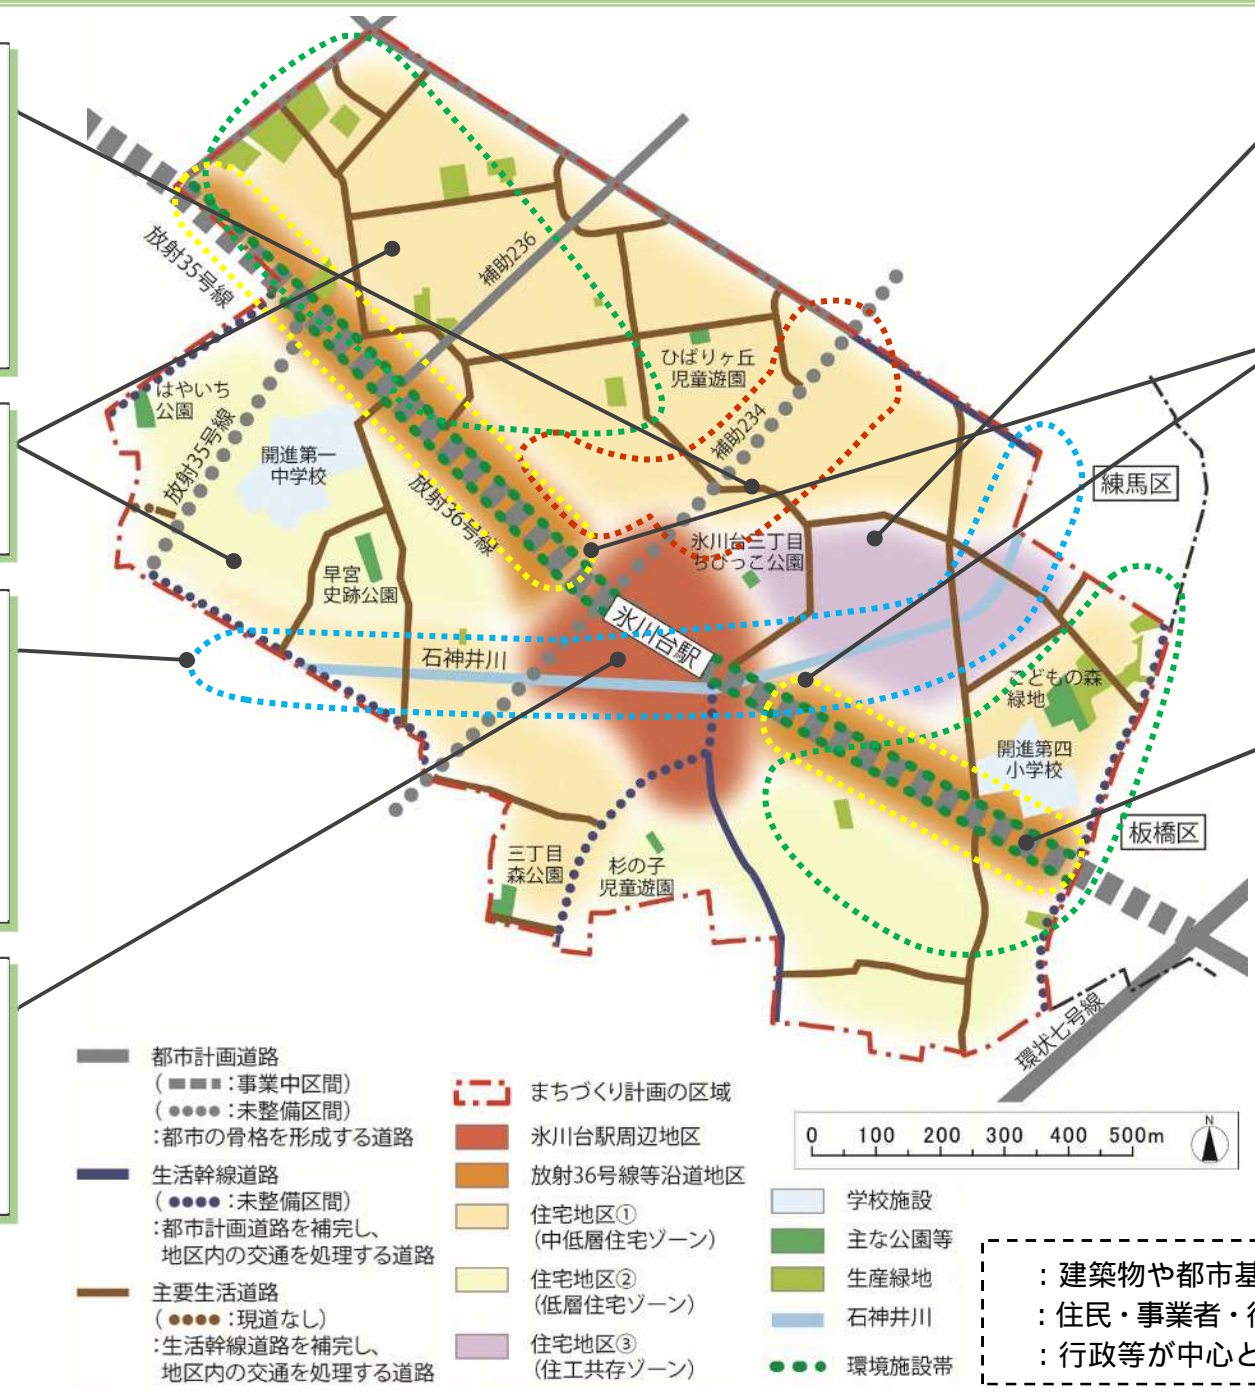 放射35号線
補助236
ひばりヶ丘
児童遊園
はやいち
公園
放射35号線
開進第一
中学校
補助234
放射36号線
練馬区
氷川台三丁目
ちびっこ公園
早宮
史跡公園
氷川台駅
石神井川
こどもの森
緑地
開進第四
小学校
板橋区
三丁目
森公園
杉の子
児童遊園
環状七号線
都市計画道路
(　　:事業中区間)
(　　:未整備区間)
:都市の骨格を形成する道路
生活幹線道路
(　　:未整備区間)
:都市計画道路を補完し、
地区内の交通を処理する道路
主要生活道路
(　　:現道なし)
:生活幹線道路を補完し、
地区内の交通を処理する道路
まちづくり計画の区域
氷川台駅周辺地区
放射36号線等沿道地区
住宅地区①
(中低層住宅ゾーン)
住宅地区②
(低層住宅ゾーン)
住宅地区③
(住工共存ゾーン)
0 100 200 300 400 500m
N
学校施設
主な公園等
生産緑地
石神井川
環境施設帯
:建築物や都市基
:住民・事業者・行
:行政等が中心と